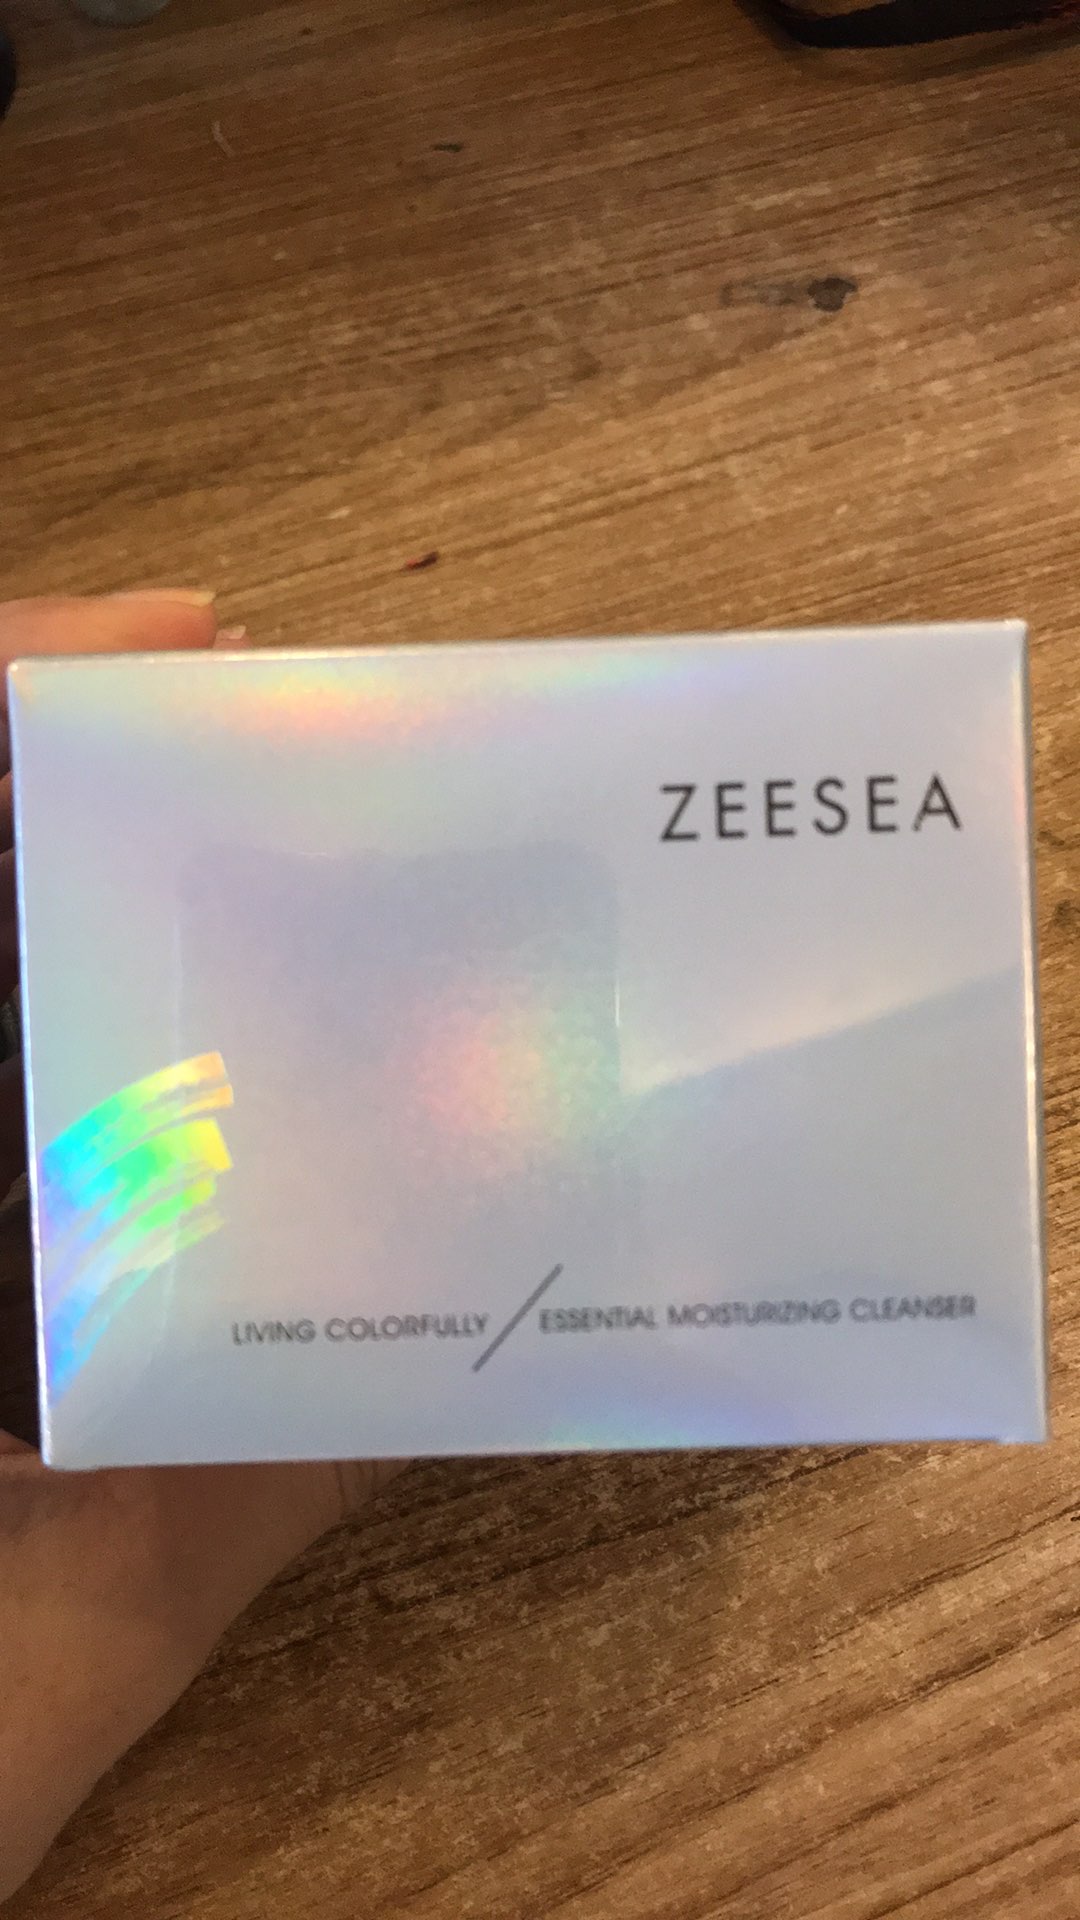 ZEESEA
LIVING COLORFULLY / ESSENTIAL MOISTURIZING CLEANSER